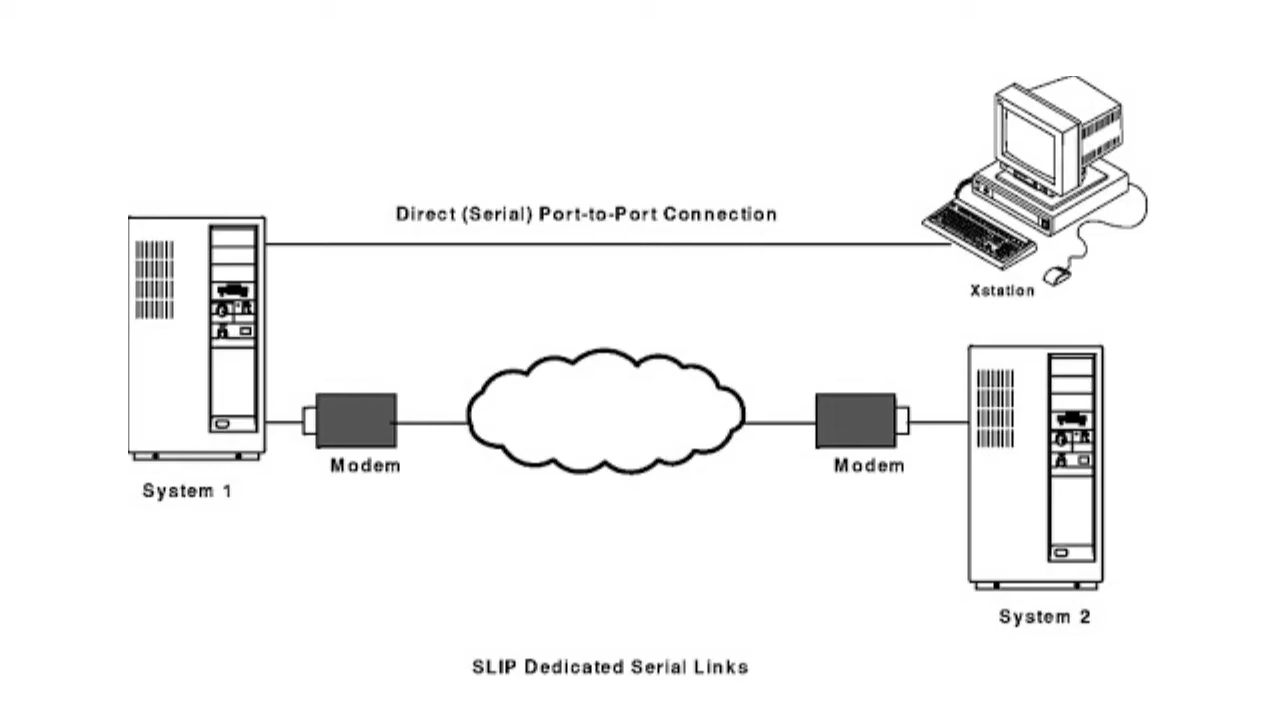 Direct (Serial) Port-to-Port Connection
Xstation
Modem
Modem
System 1
System 2
SLIP Dedicated Serial Links